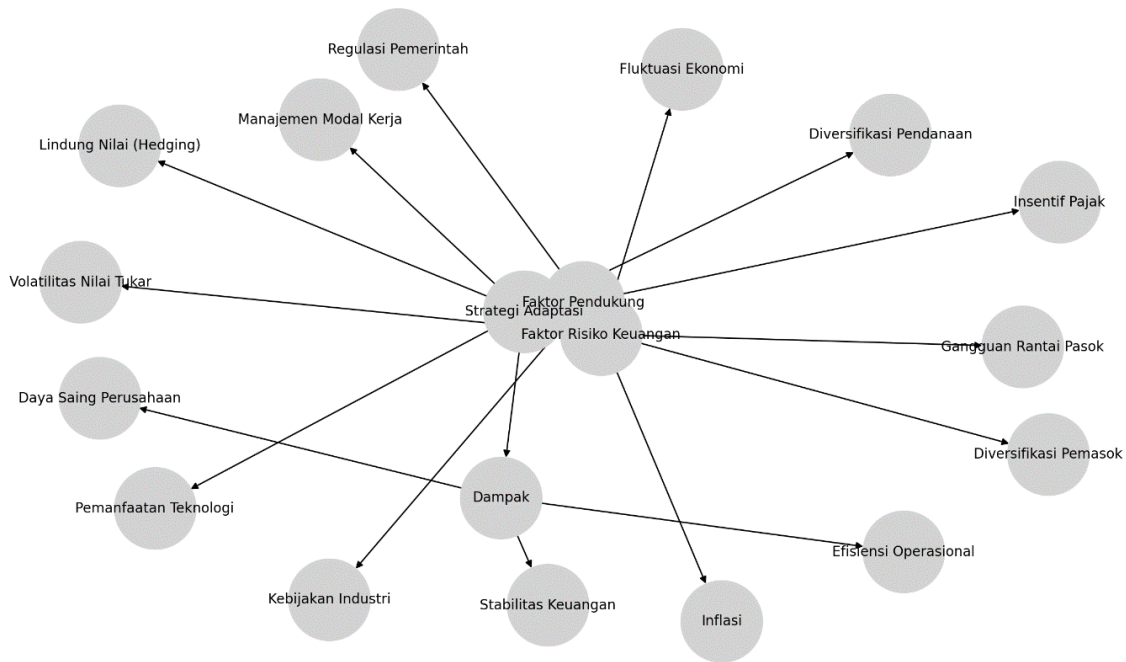 Regulasi Pemerintah
Fluktuasi Ekonomi
Manajemen Modal Kerja
Diversifikasi Pendanaan
Lindung Nilai (Hedging)
Insentif Pajak
Volatilitas Nilai Tukar
Faktor Pendukung
Strategi Adaptasi
Faktor Risiko Keuangan
Gangguan Rantai Pasok
Daya Saing Perusahaan
Diversifikasi Pemasok
Dampak
Pemanfaatan Teknologi
Efisiensi Operasional
Kebijakan Industri
Stabilitas Keuangan
Inflasi